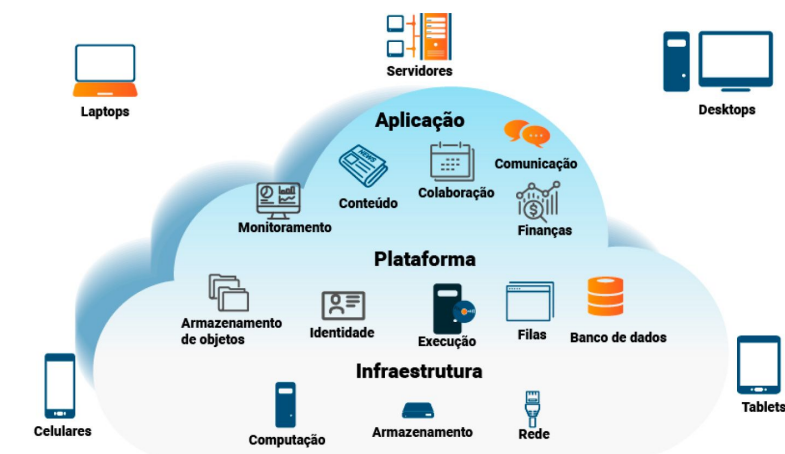 Servidores
Laptops
Desktops
Aplicação
NEWS
Comunicação
Conteúdo
Colaboração
Monitoramento
Finanças
Plataforma
Armazenamento
de objetos
Identidade
Execução
Filas
Banco de dados
Infraestrutura
Celulares
Computação
Armazenamento
Rede
Tablets